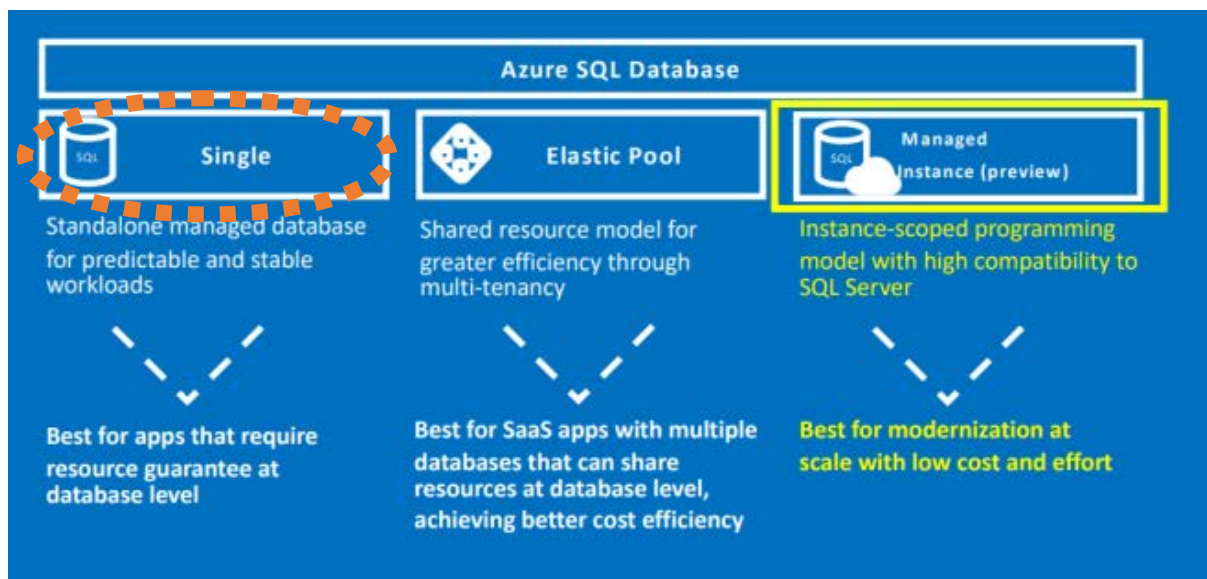 Azure SQL Database
SQL
Single
Standalone managed database
for predictable and stable
workloads
Best for apps that require
resource guarantee at
database level
Elastic Pool
Shared resource model for
greater efficiency through
multi-tenancy
Best for SaaS apps with multiple
databases that can share
resources at database level,
achieving better cost efficiency
SQL
Managed
Instance (preview)
Instance-scoped programming
model with high compatibility to
SQL Server
Best for modernization at
scale with low cost and effort